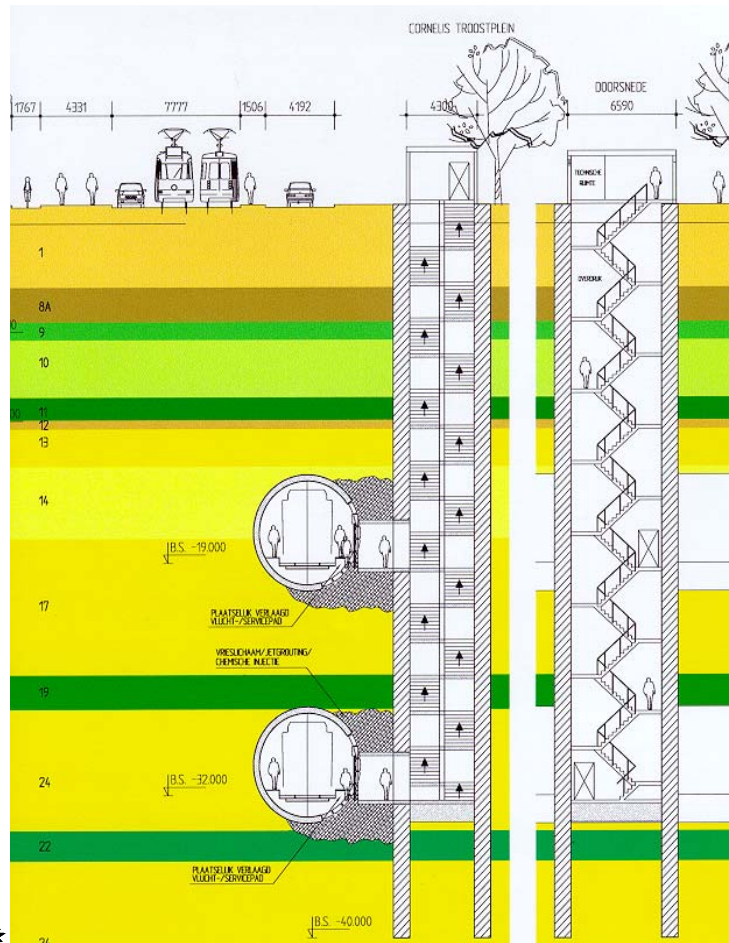 CORNELIS TROOSTPLEIN
DOORSNEDE
1767 4331 7777 1506 4192 4300 6590
TECHNISCHE
RUIMTE
1
OVERDRUK
8A
9
10
11
12
13
14
B.S. -19.000
17
PLAATSELIJK VERLAAGD
VLUCHT-/SERVICEPAD
VRIESLICHAAM/JETGROUTING/
CHEMISCHE INJECTIE
19
24
B.S. -32.000
22
PLAATSELIJK VERLAAGD
VLUCHT-/SERVICEPAD
B.S. -40.000